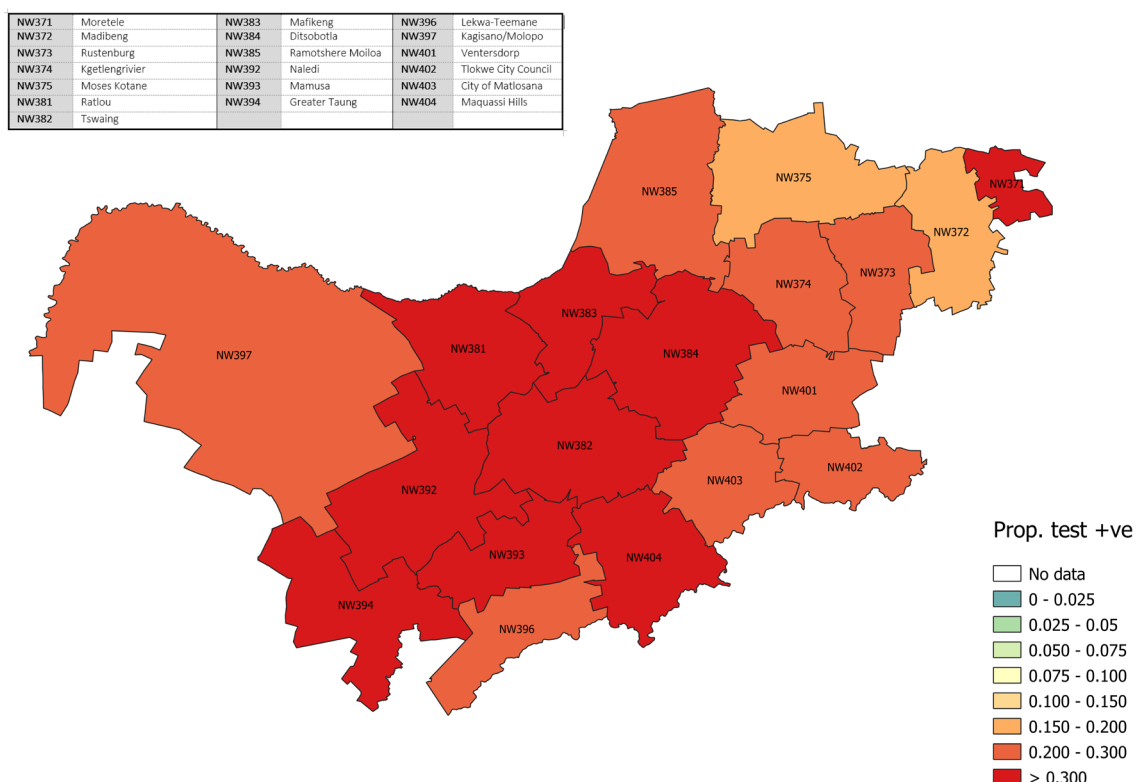 NW371 Moretele NW383 Mafikeng NW396 Lekwa-Teemane
NW372 Madibeng NW384 Ditsobotla NW397 Kagisano/Molopo
NW373 Rustenburg NW385 Ramotshere Moiloa NW401 Ventersdorp
NW374 Kgetlengrivier NW392 Naledi NW402 Tlokwe City Council
NW375 Moses Kotane NW393 Mamusa NW403 City of Matlosana
NW381 Ratlou NW394 Greater Taung NW404 Maquassi Hills
NW382 Tswaing
NW375
NW371
NW385
NW372
NW373
NW374
NW383
NW381
NW384
NW397
NW401
NW382
NW402
NW403
NW392
NW393
NW404
NW394
NW396
Prop. test +ve
No data
0 - 0.025
0.025 - 0.05
0.050 - 0.075
0.075 - 0.100
0.100 - 0.150
0.150 - 0.200
0.200 - 0.300
> 0.300